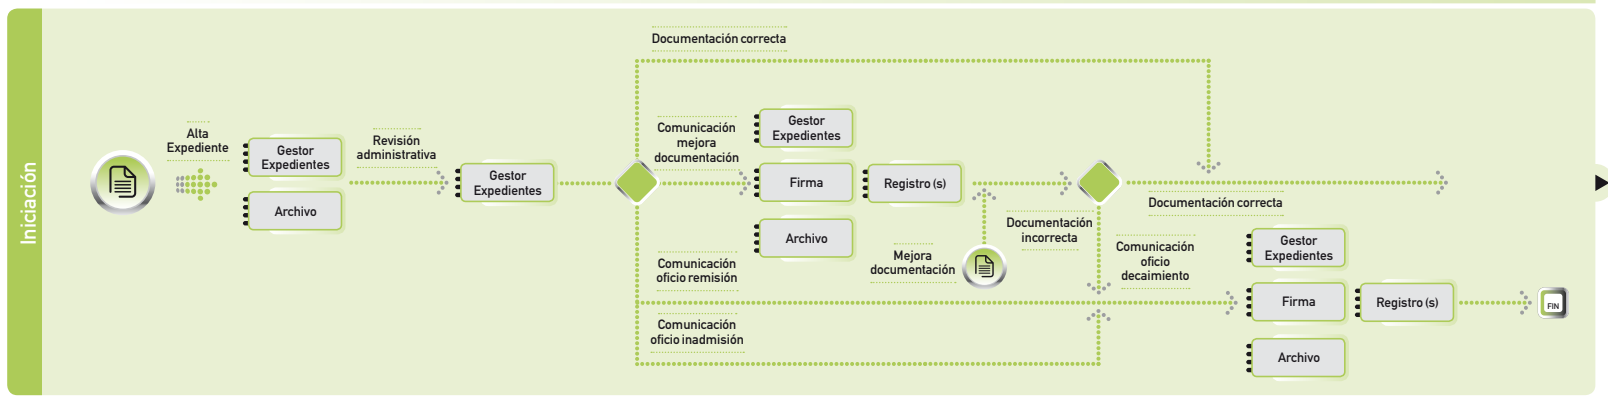 Iniciación
Alta
Expediente
Gestor
Expedientes
Archivo
Revisión
administrativa
Gestor
Expedientes
Documentación correcta
Comunicación
mejora
documentación
Gestor
Expedientes
Firma
Archivo
Registro (s)
Comunicación
oficio remisión
Comunicación
oficio inadmisión
Mejora
documentación
Documentación
incorrecta
Documentación correcta
Comunicación
oficio
decaimiento
Gestor
Expedientes
Firma
Archivo
Registro (s)
FIN